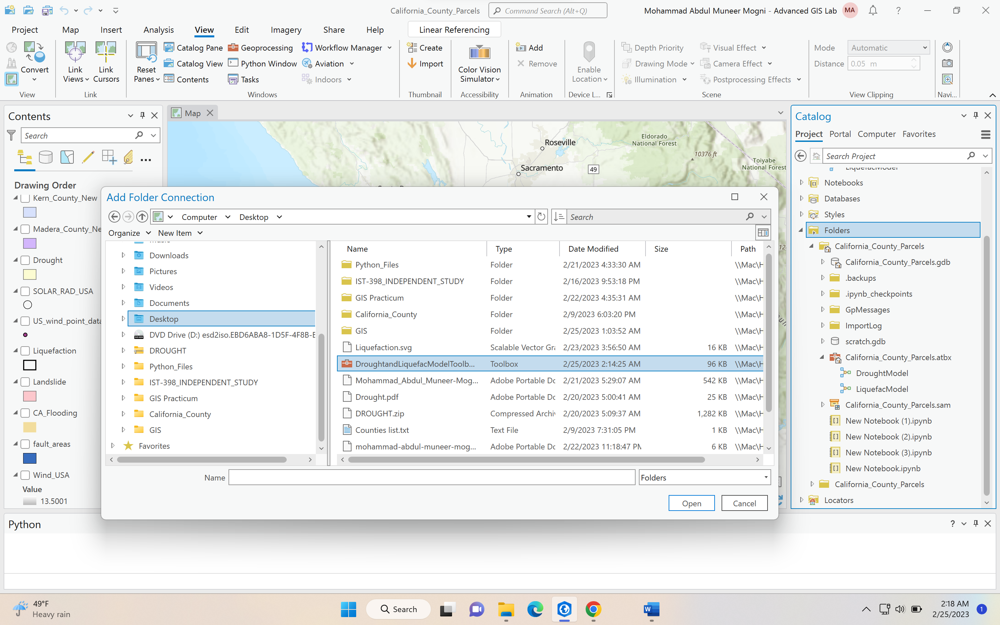 California_County_Parcels
Command Search (Alt+Q)
Mohammad Abdul Muneer Mogni - Advanced GIS Lab
MA
?
Project
Map
Insert
Analysis
View
Edit
Imagery
Share
Help
Linear Referencing
Convert
View
Link Views
Link Cursors
Link
Reset Panes
Catalog Pane
Catalog View
Contents
Geoprocessing
Python Window
Tasks
Workflow Manager
Aviation
Indoors
Windows
Create
Import
Thumbnail
Color Vision Simulator
Accessibility
Add
Remove
Animation
Enable Location
Device L...
Depth Priority
Drawing Mode
Illumination
Visual Effect
Camera Effect
Postprocessing Effects
Scene
Mode
Automatic
Distance
0.05 m
View Clipping
Navi...
Contents
Search
Drawing Order
Kern_County_New
Madera_County_Ne
Drought
SOLAR_RAD_USA
US_wind_point_data
Liquefaction
Landslide
CA_Flooding
fault_areas
Wind_USA
Value
13.5001
Map
Roseville
Sacramento
49
Eldorado
National Forest
10376 ft
Toiyabe
National Forest
Add Folder Connection
Computer
Desktop
Search
Organize
New Item
Downloads
Pictures
Videos
Documents
Desktop
DVD Drive (D:) esd2iso.EBD6ABA8-1D5F-4F8B-E
DROUGHT
Python_Files
IST-398_INDEPENDENT_STUDY
GIS Practicum
California_County
GIS
Favorites
Name Type Date Modified Size Path
Python_Files Folder 2/21/2023 4:33:30 AM \\Mac\H
IST-398_INDEPENDENT_STUDY Folder 2/16/2023 9:53:18 PM \\Mac\H
GIS Practicum Folder 2/22/2023 4:35:31 AM \\Mac\H
California_County Folder 2/9/2023 6:03:20 PM \\Mac\H
GIS Folder 2/25/2023 1:03:52 AM \\Mac\H
Liquefaction.svg Scalable Vector Gra 2/23/2023 3:56:50 AM 16 KB \\Mac\H
DroughtandLiquefacModelToolb... Toolbox 2/25/2023 2:14:25 AM 96 KB \\Mac\H
Mohammad_Abdul_Muneer-Mog... Adobe Portable Dc 2/21/2023 5:29:07 AM 542 KB \\Mac\H
Drought.pdf Adobe Portable Dc 2/20/2023 5:00:41 AM 25 KB \\Mac\H
DROUGHT.zip Compressed Archiv 2/20/2023 5:09:37 AM 1,282 KB \\Mac\H
Counties list.txt Text File 2/9/2023 7:31:05 PM 1 KB \\Mac\H
mohammad-abdul-muneer-mog... Adobe Portable Dc 2/22/2023 11:18:47 PM 6 KB \\Mac\H
Name
Folders
Open
Cancel
Catalog
Project
Portal
Computer
Favorites
Search Project
LiquefacModel
Notebooks
Databases
Styles
Folders
California_County_Parcels
California_County_Parcels.gdb
.backups
.ipynb_checkpoints
GpMessages
ImportLog
scratch.gdb
California_County_Parcels.atbx
DroughtModel
LiquefacModel
California_County_Parcels.sam
New Notebook (1).ipynb
New Notebook (2).ipynb
New Notebook (3).ipynb
New Notebook.ipynb
California_County_Parcels
Locators
Python
?
49°F
Heavy rain
Search
2:18 AM
2/25/2023
1